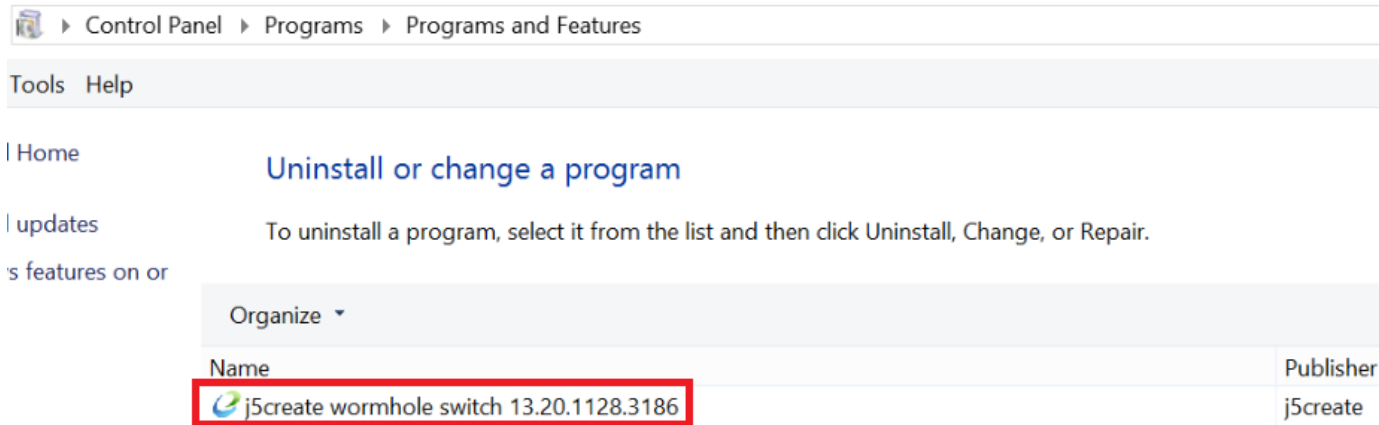 Control Panel Programs Programs and Features
Tools Help
Home
Uninstall or change a program
updates
To uninstall a program, select it from the list and then click Uninstall, Change, or Repair.
s features on or
Organize
Name Publisher
j5create wormhole switch 13.20.1128.3186 j5create